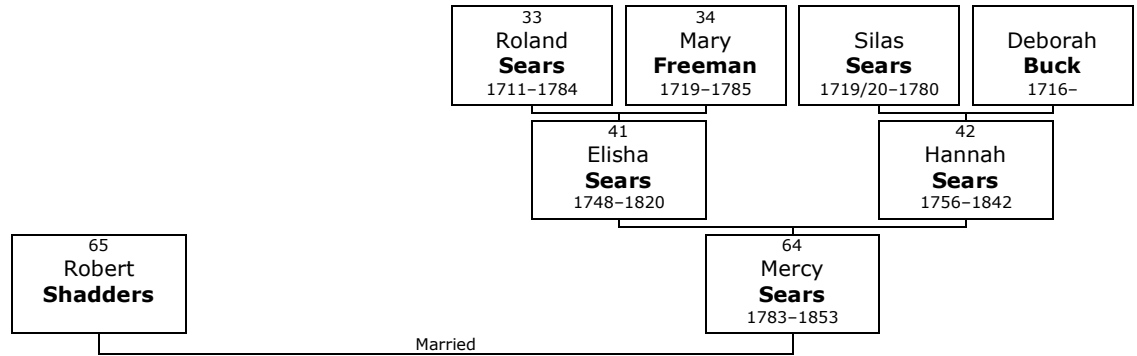 33
Roland
Sears
1711–1784
34
Mary
Freeman
1719–1785
Silas
Sears
1719/20–1780
Deborah
Buck
1716–
41
Elisha
Sears
1748–1820
42
Hannah
Sears
1756–1842
65
Robert
Shadders
64
Mercy
Sears
1783–1853
Married